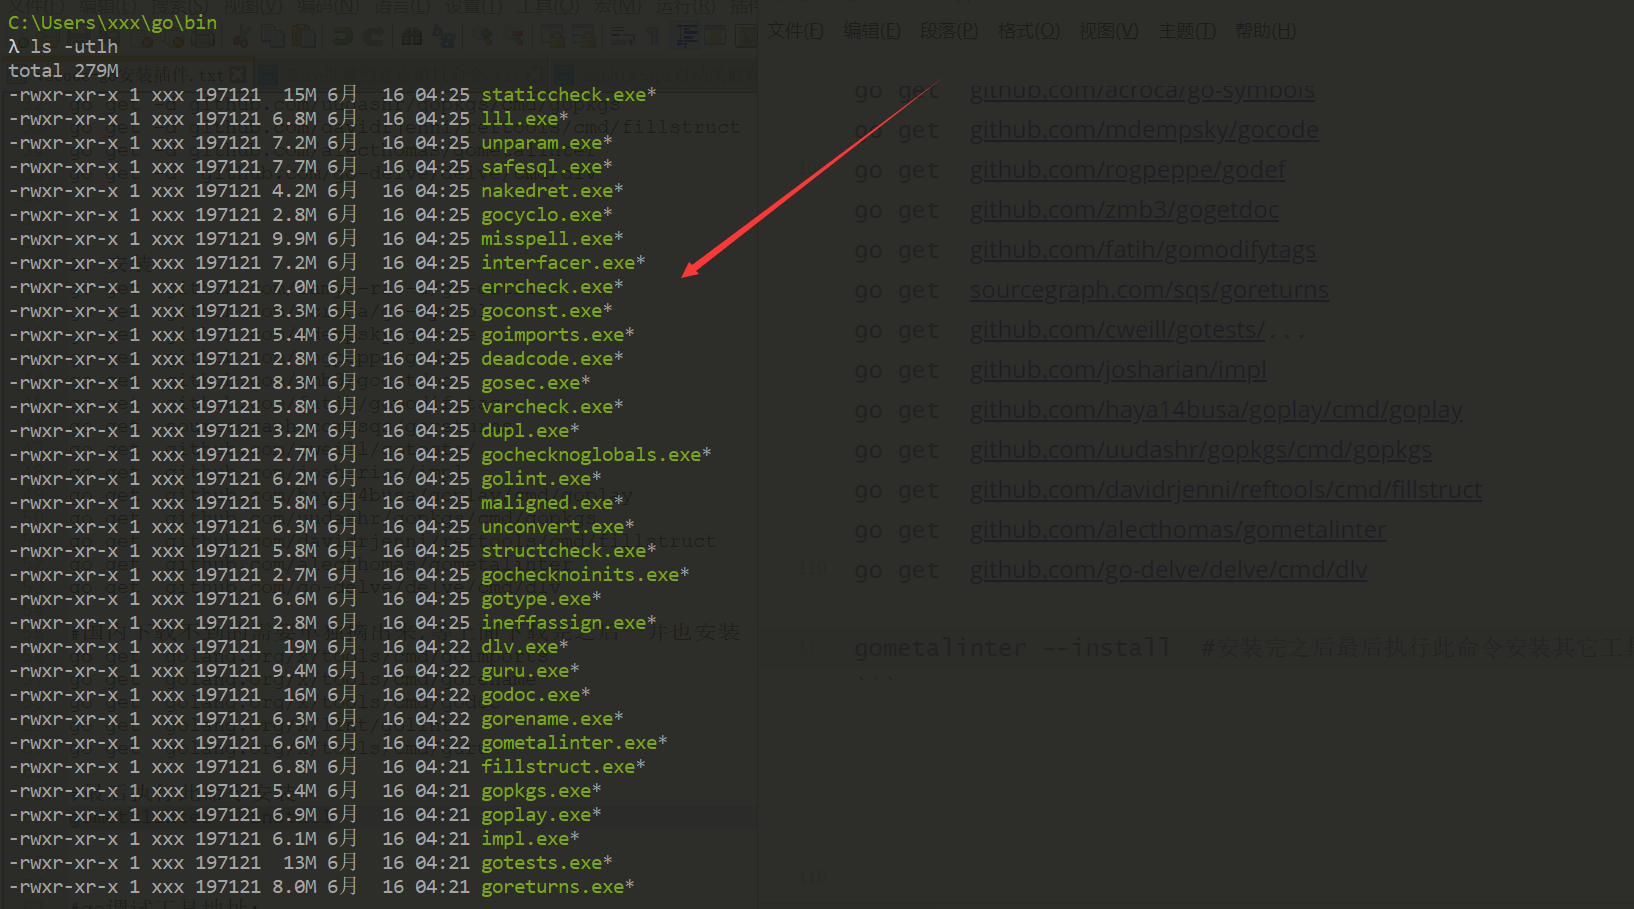 C:\Users\xxx\go\bin
λ ls -utlh
total 279M
-rwxr-xr-x 1 xxx 197121  15M 6月  16 04:25 staticcheck.exe*
-rwxr-xr-x 1 xxx 197121 6.8M 6月  16 04:25 lll.exe*
-rwxr-xr-x 1 xxx 197121 7.2M 6月  16 04:25 unparam.exe*
-rwxr-xr-x 1 xxx 197121 7.7M 6月  16 04:25 safesql.exe*
-rwxr-xr-x 1 xxx 197121 4.2M 6月  16 04:25 nakedret.exe*
-rwxr-xr-x 1 xxx 197121 2.8M 6月  16 04:25 gocyclo.exe*
-rwxr-xr-x 1 xxx 197121 9.9M 6月  16 04:25 misspell.exe*
-rwxr-xr-x 1 xxx 197121 7.2M 6月  16 04:25 interfacer.exe*
-rwxr-xr-x 1 xxx 197121 7.0M 6月  16 04:25 errcheck.exe*
-rwxr-xr-x 1 xxx 197121 3.3M 6月  16 04:25 goconst.exe*
-rwxr-xr-x 1 xxx 197121 5.4M 6月  16 04:25 goimports.exe*
-rwxr-xr-x 1 xxx 197121 2.8M 6月  16 04:25 deadcode.exe*
-rwxr-xr-x 1 xxx 197121 8.3M 6月  16 04:25 gosec.exe*
-rwxr-xr-x 1 xxx 197121 5.8M 6月  16 04:25 varcheck.exe*
-rwxr-xr-x 1 xxx 197121 3.2M 6月  16 04:25 dupl.exe*
-rwxr-xr-x 1 xxx 197121 2.7M 6月  16 04:25 gochecknoglobals.exe*
-rwxr-xr-x 1 xxx 197121 6.2M 6月  16 04:25 golint.exe*
-rwxr-xr-x 1 xxx 197121 5.8M 6月  16 04:25 maligned.exe*
-rwxr-xr-x 1 xxx 197121 6.3M 6月  16 04:25 unconvert.exe*
-rwxr-xr-x 1 xxx 197121 5.8M 6月  16 04:25 structcheck.exe*
-rwxr-xr-x 1 xxx 197121 2.7M 6月  16 04:25 gochecknoinits.exe*
-rwxr-xr-x 1 xxx 197121 6.6M 6月  16 04:25 gotype.exe*
-rwxr-xr-x 1 xxx 197121 2.8M 6月  16 04:25 ineffassign.exe*
-rwxr-xr-x 1 xxx 197121  19M 6月  16 04:22 dlv.exe*
-rwxr-xr-x 1 xxx 197121 9.4M 6月  16 04:22 guru.exe*
-rwxr-xr-x 1 xxx 197121  16M 6月  16 04:22 godoc.exe*
-rwxr-xr-x 1 xxx 197121 6.3M 6月  16 04:22 gorename.exe*
-rwxr-xr-x 1 xxx 197121 6.6M 6月  16 04:22 gometalinter.exe*
-rwxr-xr-x 1 xxx 197121 6.8M 6月  16 04:21 fillstruct.exe*
-rwxr-xr-x 1 xxx 197121 5.4M 6月  16 04:21 gopkgs.exe*
-rwxr-xr-x 1 xxx 197121 6.9M 6月  16 04:21 goplay.exe*
-rwxr-xr-x 1 xxx 197121 6.1M 6月  16 04:21 impl.exe*
-rwxr-xr-x 1 xxx 197121  13M 6月  16 04:21 gotests.exe*
-rwxr-xr-x 1 xxx 197121 8.0M 6月  16 04:21 goreturns.exe*
文件(F) 编辑(E) 段落(P) 格式(O) 视图(V) 主题(T) 帮助(H)
go get github.com/acroca/go-symbols
go get github.com/mdempsky/gocode
go get github.com/rogpeppe/godef
go get github.com/zmb3/gogetdoc
go get github.com/fatih/gomodifytags
go get sourcegraph.com/sqs/goreturns
go get github.com/cweill/gotests/...
go get github.com/josharian/impl
go get github.com/haya14busa/goplay/cmd/goplay
go get github.com/uudashr/gopkgs/cmd/gopkgs
go get github.com/davidrjenni/reftools/cmd/fillstruct
go get github.com/alecthomas/gometalinter
go get github.com/go-delve/delve/cmd/dlv
gometalinter --install #安装完之后最后执行此命令安装其它工
```